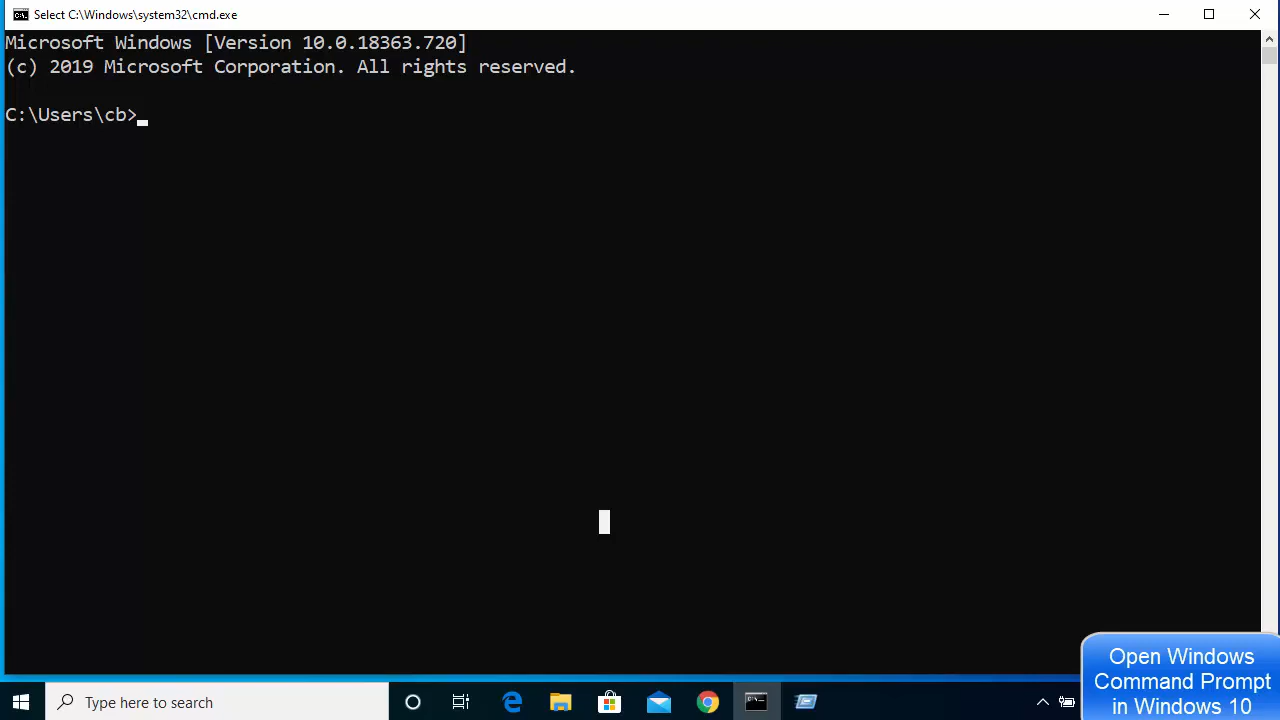 Select C:\Windows\system32\cmd.exe
Microsoft Windows [Version 10.0.18363.720]
(c) 2019 Microsoft Corporation. All rights reserved.
C:\Users\cb>
Type here to search
Open Windows
Command Prompt
in Windows 10